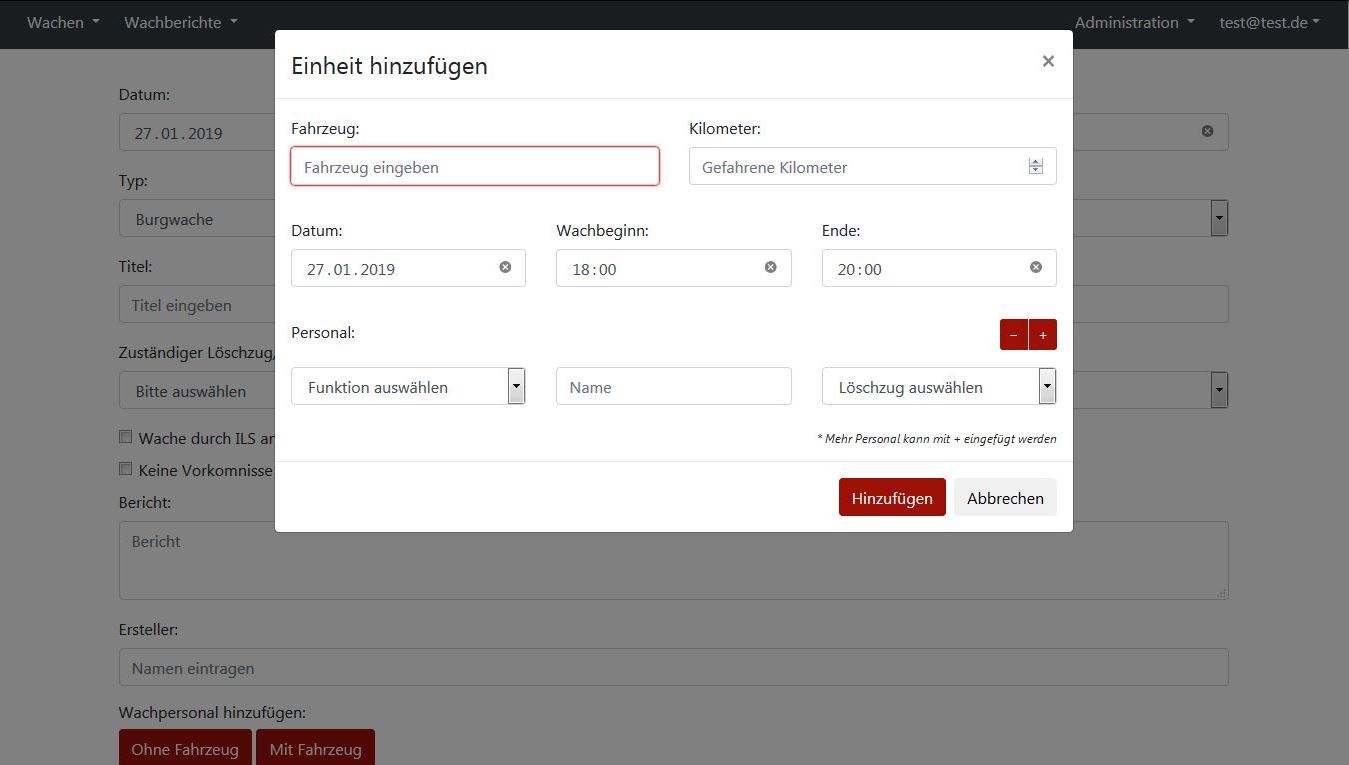 Wachen Wachberichte Administration test@test.de
Einheit hinzufügen ×
Datum:
27.01.2019
Typ:
Burgwache
Titel:
Titel eingeben
Zuständiger Löschzug/
Bitte auswählen
Wache durch ILS
Keine Vorkomnisse
Bericht:
Bericht
Ersteller:
Namen eintragen
Wachpersonal hinzufügen:
Ohne Fahrzeug Mit Fahrzeug
Fahrzeug: Kilometer:
Fahrzeug eingeben Gefahrene Kilometer
Datum: Wachbeginn: Ende:
27.01.2019 18:00 20:00
Personal: − +
Funktion auswählen Name Löschzug auswählen
* Mehr Personal kann mit + eingefügt werden
Hinzufügen Abbrechen